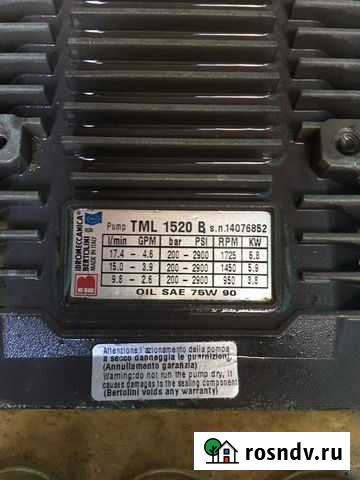 IDROMECCANICA
BERTOLINI
MADE IN ITALY
Pump TML 1520 B s.n.14076852
l/min GPM bar PSI RPM KW
17.4 - 4.6 200 - 2900 1725 6.8
15.0 - 3.9 200 - 2900 1450 5.9
9.8 - 2.6 200 - 2900 950 3.8
OIL SAE 75W 90
Attenzione l'azionamento della pompa
a secco danneggia le guarnizioni
(Annullamento garanzia)
Warning: do not run the pump dry, it
causes damages to the sealing component
(Bertolini voids any warranty)
rosndv.ru